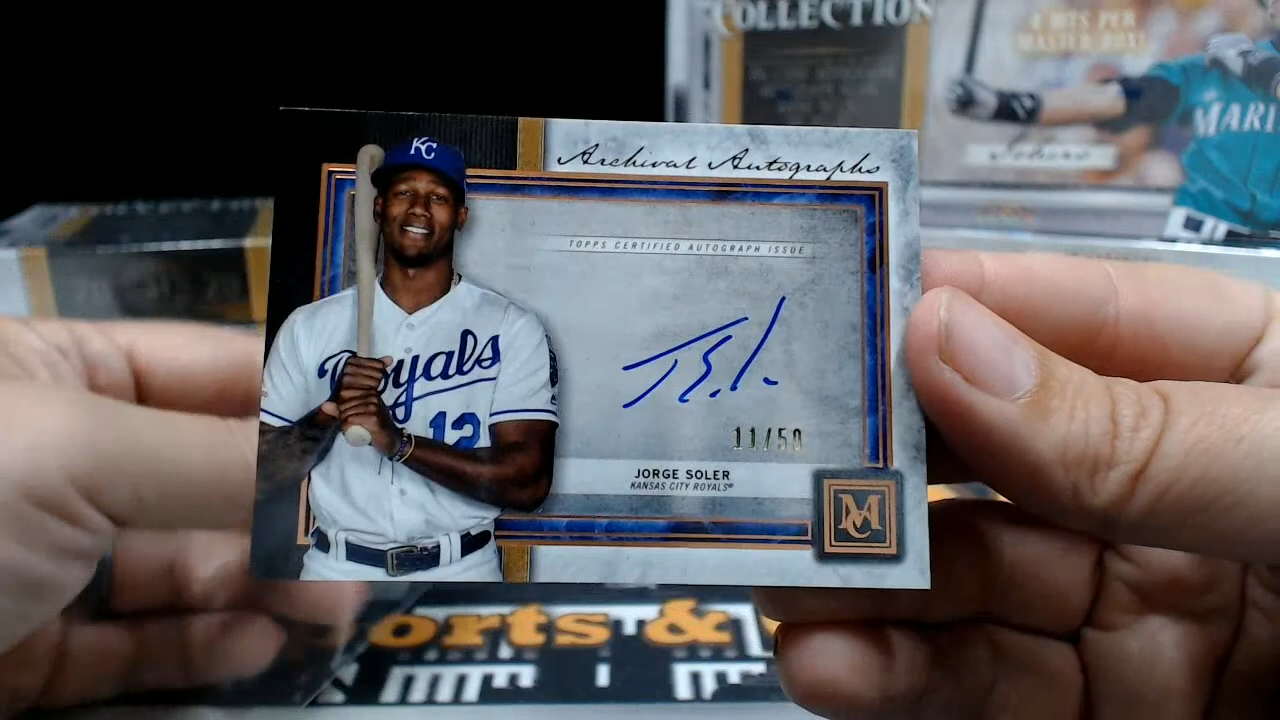 COLLECTION
4 HITS PER
MASTER BOX!
MARI
KC
Archival Autographs
TOPPS CERTIFIED AUTOGRAPH ISSUE
Royals
12
11/50
JORGE SOLER
KANSAS CITY ROYALS®
MC
orts &